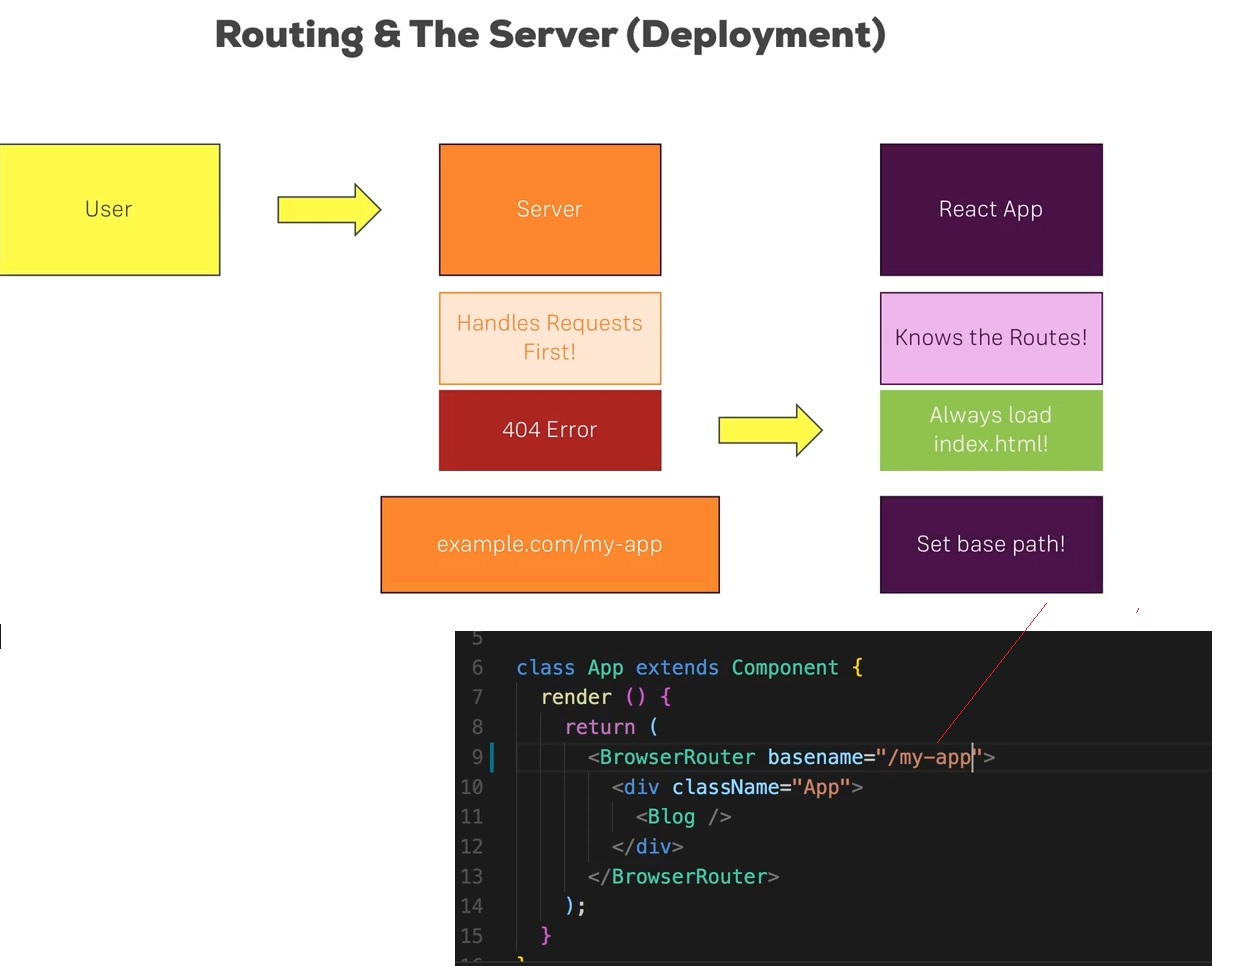 Routing & The Server (Deployment)
User
Server
React App
Handles Requests
First!
Knows the Routes!
404 Error
Always load
index.html!
example.com/my-app
Set base path!
5
6 class App extends Component {
7 render () {
8 return (
9 <BrowserRouter basename="/my-app">
10 <div className="App">
11 <Blog />
12 </div>
13 </BrowserRouter>
14 );
15 }
16 }